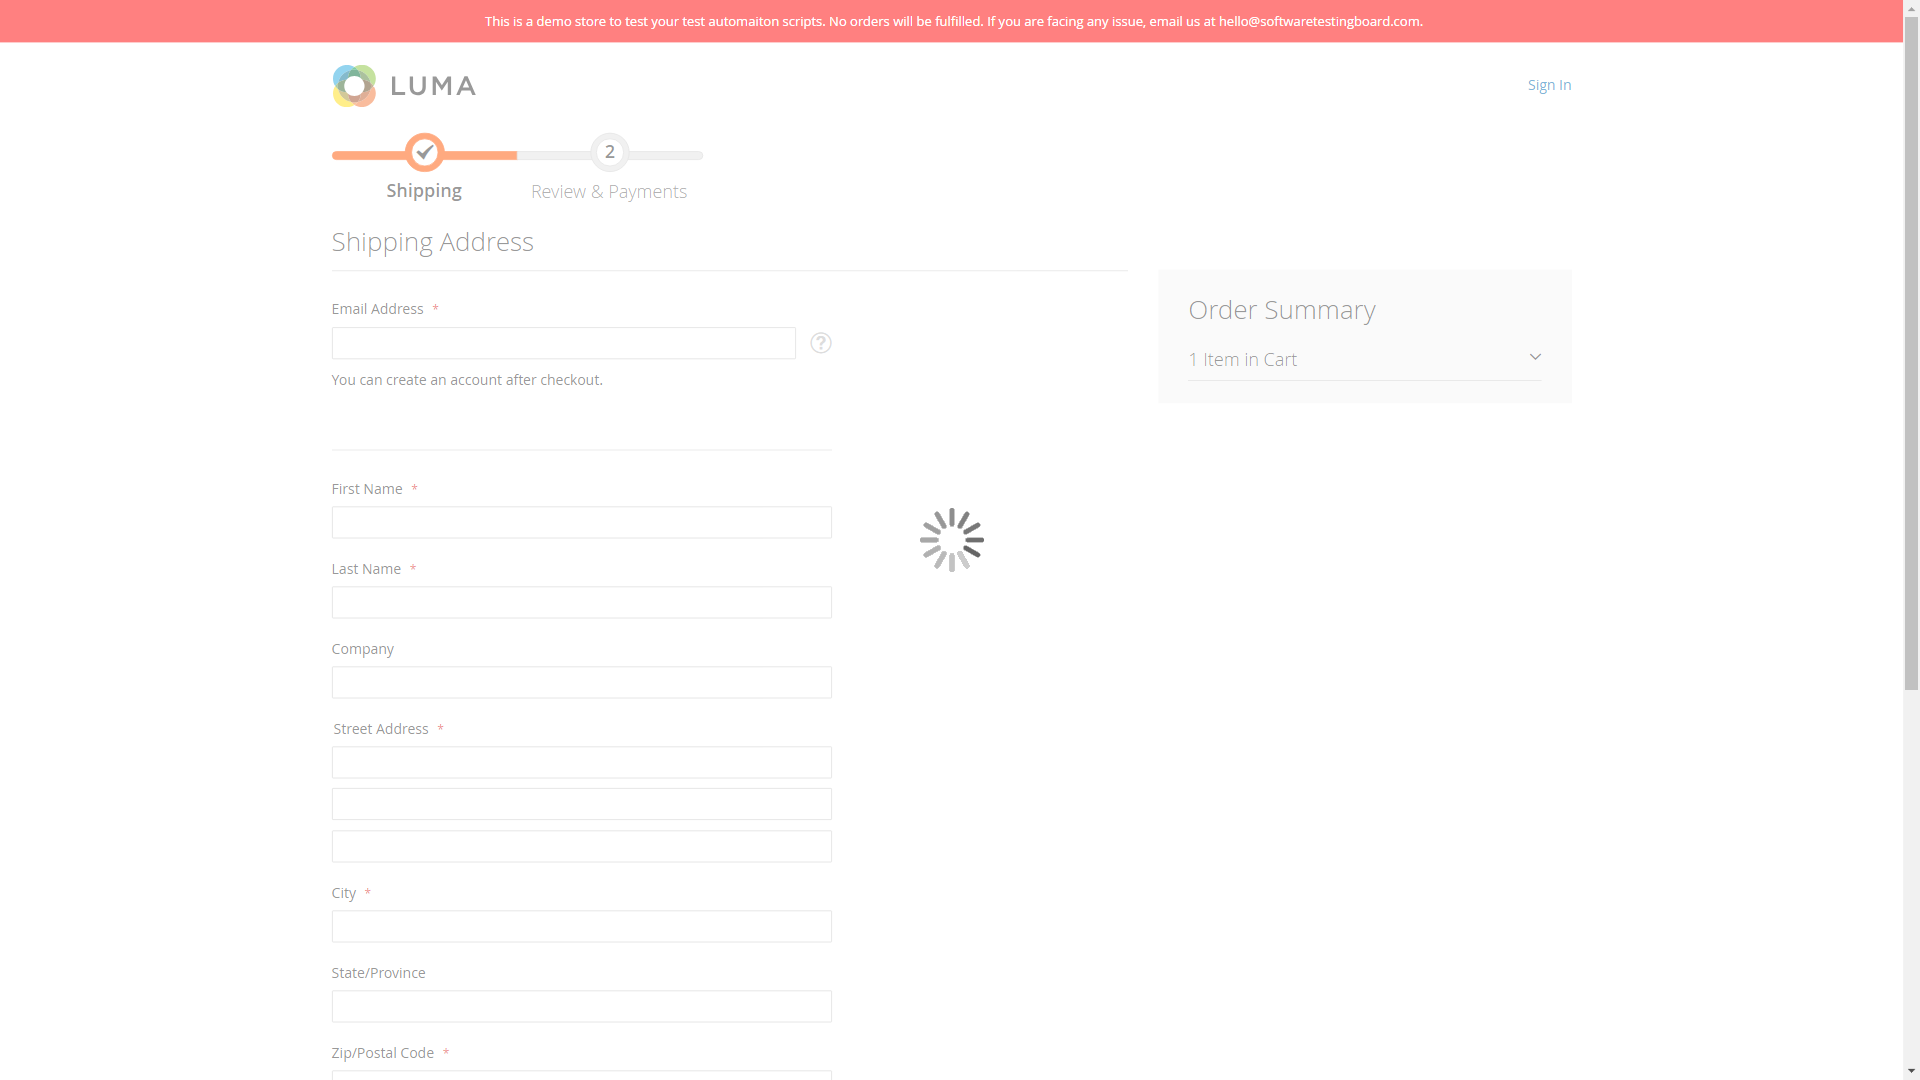 This is a demo store to test your test automaiton scripts. No orders will be fulfilled. If you are facing any issue, email us at hello@softwaretestingboard.com.
LUMA
Sign In
2
Shipping
Review & Payments
Shipping Address
Email Address *
?
You can create an account after checkout.
Order Summary
1 Item in Cart
First Name *
Last Name *
Company
Street Address *
City *
State/Province
Zip/Postal Code *